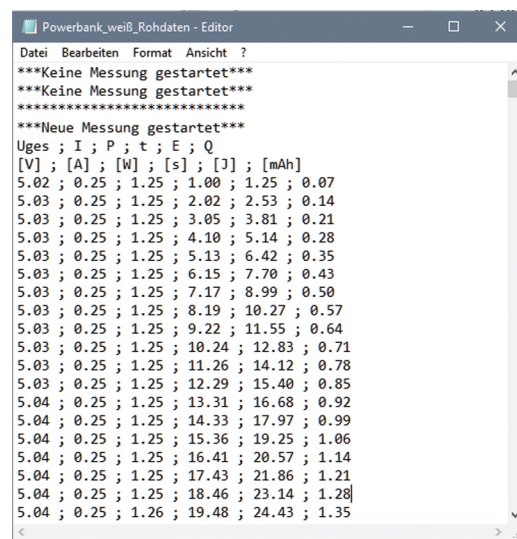 Powerbank_weiß_Rohdaten - Editor
Datei Bearbeiten Format Ansicht ?
***Keine Messung gestartet***
***Keine Messung gestartet***
*****************************
***Neue Messung gestartet***
Uges ; I ; P ; t ; E ; Q
[V] ; [A] ; [W] ; [s] ; [J] ; [mAh]
5.02 ; 0.25 ; 1.25 ; 1.00 ; 1.25 ; 0.07
5.03 ; 0.25 ; 1.25 ; 2.02 ; 2.53 ; 0.14
5.03 ; 0.25 ; 1.25 ; 3.05 ; 3.81 ; 0.21
5.03 ; 0.25 ; 1.25 ; 4.10 ; 5.14 ; 0.28
5.03 ; 0.25 ; 1.25 ; 5.13 ; 6.42 ; 0.35
5.03 ; 0.25 ; 1.25 ; 6.15 ; 7.70 ; 0.43
5.03 ; 0.25 ; 1.25 ; 7.17 ; 8.99 ; 0.50
5.03 ; 0.25 ; 1.25 ; 8.19 ; 10.27 ; 0.57
5.03 ; 0.25 ; 1.25 ; 9.22 ; 11.55 ; 0.64
5.03 ; 0.25 ; 1.25 ; 10.24 ; 12.83 ; 0.71
5.03 ; 0.25 ; 1.25 ; 11.26 ; 14.12 ; 0.78
5.03 ; 0.25 ; 1.25 ; 12.29 ; 15.40 ; 0.85
5.04 ; 0.25 ; 1.25 ; 13.31 ; 16.68 ; 0.92
5.04 ; 0.25 ; 1.25 ; 14.33 ; 17.97 ; 0.99
5.04 ; 0.25 ; 1.25 ; 15.36 ; 19.25 ; 1.06
5.04 ; 0.25 ; 1.25 ; 16.41 ; 20.57 ; 1.14
5.04 ; 0.25 ; 1.25 ; 17.43 ; 21.86 ; 1.21
5.04 ; 0.25 ; 1.25 ; 18.46 ; 23.14 ; 1.28
5.04 ; 0.25 ; 1.26 ; 19.48 ; 24.43 ; 1.35